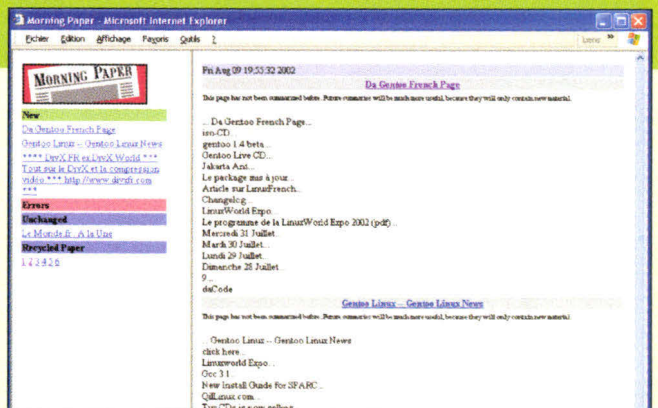 Morning Paper - Microsoft Internet Explorer
Fichier Edition Affichage Favoris Outils ?
Liens »
MORNING PAPER
New
Da Gentoo French Page
Gentoo Linux -- Gentoo Linux News
**** DivX FR ex DivX World ***
Tout sur le DivX et la compression
vidéo *** http://www.divxfr.com
***
Errors
Unchanged
Le Monde.fr : A la Une
Recycled Paper
1 2 3 4 5 6
Fri Aug 09 19:55:32 2002
Da Gentoo French Page
This page has not been summarized before. Future summaries will be much more useful, because they will only contain new material.
... Da Gentoo French Page...
iso-CD...
gentoo 1.4 beta...
Gentoo Live CD...
Jakarta Ant...
Le package mis à jour...
Article sur LinuxFrench...
Changelog...
LinuxWorld Expo...
Le programme de la LinuxWorld Expo 2002 (pdf)...
Mercredi 31 Juillet...
March 30 Juillet...
Lundi 29 Juillet...
Dimanche 28 Juillet...
9...
daCode
Gentoo Linux -- Gentoo Linux News
This page has not been summarized before. Future summaries will be much more useful, because they will only contain new material.
... Gentoo Linux -- Gentoo Linux News
click here...
Linuxworld Expo...
Gcc 3.1...
New Install Guide for SPARC...
QiLinux.com...